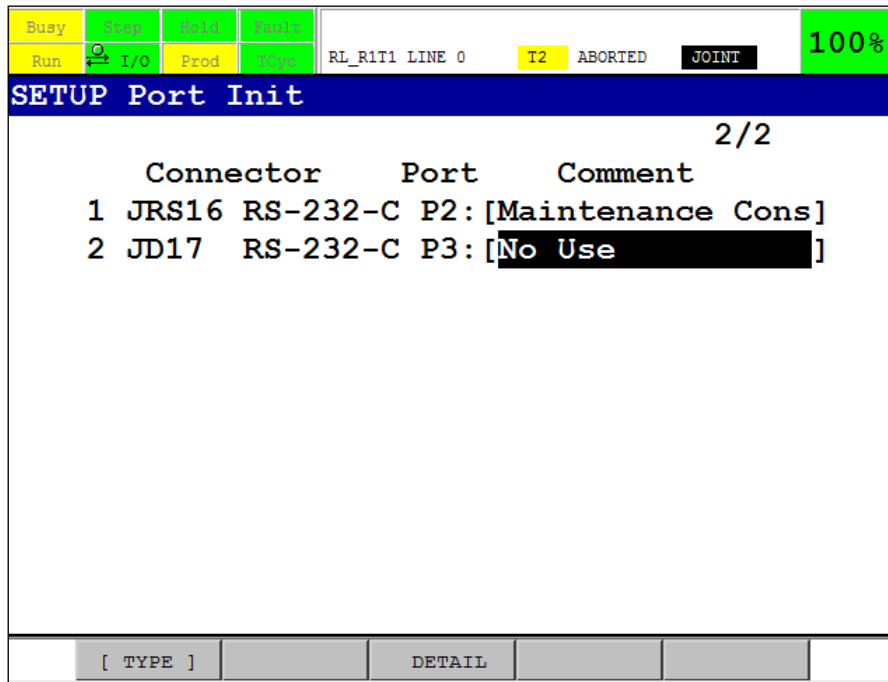 Busy Step Hold Fault
Run I/O Prod TCyc RL_R1T1 LINE 0 T2 ABORTED JOINT 100%
SETUP Port Init
2/2
Connector Port Comment
1 JRS16 RS-232-C P2:[Maintenance Cons]
2 JD17 RS-232-C P3:[No Use ]
[ TYPE ] DETAIL